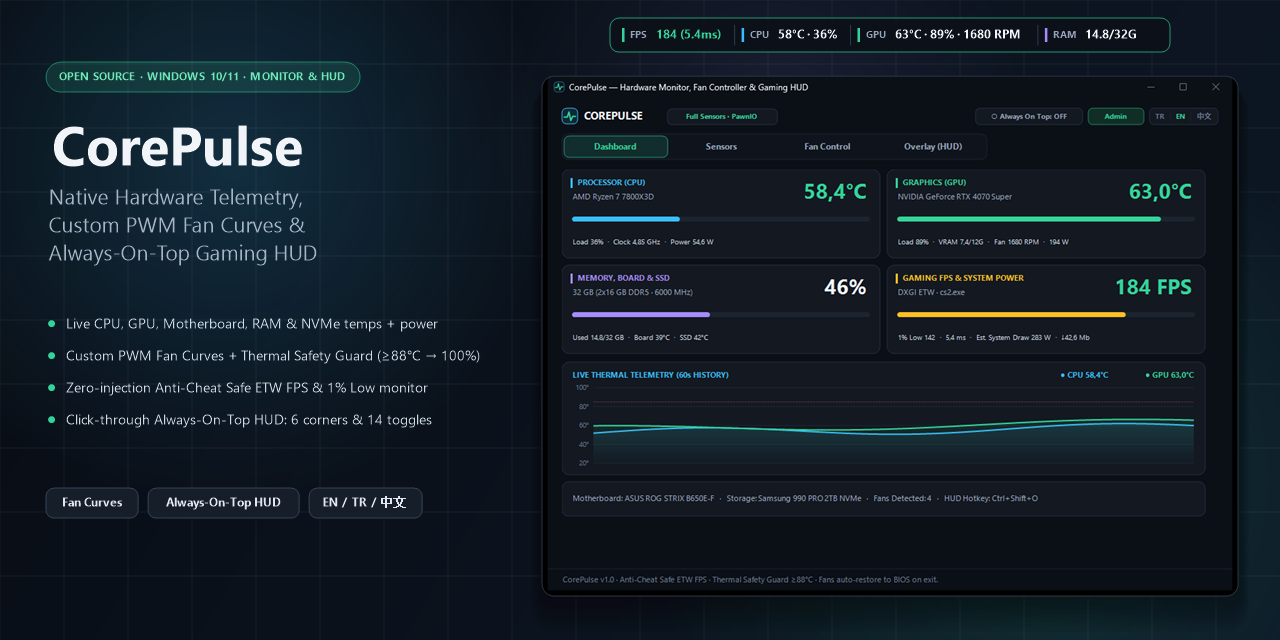 OPEN SOURCE · WINDOWS 10/11 · MONITOR & HUD
CorePulse
Native Hardware Telemetry,
Custom PWM Fan Curves &
Always-On-Top Gaming HUD
Live CPU, GPU, Motherboard, RAM & NVMe temps + power
Custom PWM Fan Curves + Thermal Safety Guard (≥88°C → 100%)
Zero-injection Anti-Cheat Safe ETW FPS & 1% Low monitor
Click-through Always-On-Top HUD: 6 corners & 14 toggles
Fan Curves
Always-On-Top HUD
EN / TR / 中文
FPS 184 (5.4ms) CPU 58°C · 36% GPU 63°C · 89% · 1680 RPM RAM 14.8/32G
CorePulse — Hardware Monitor, Fan Controller & Gaming HUD
COREPULSE
Full Sensors · PawnIO
Always On Top: OFF
Admin
TR EN 中文
Dashboard
Sensors
Fan Control
Overlay (HUD)
PROCESSOR (CPU)
AMD Ryzen 7 7800X3D
58,4°C
Load 36% · Clock 4.85 GHz · Power 54.6 W
GRAPHICS (GPU)
NVIDIA GeForce RTX 4070 Super
63,0°C
Load 89% · VRAM 7.4/12G · Fan 1680 RPM · 194 W
MEMORY, BOARD & SSD
32 GB (2x16 GB DDR5 - 6000 MHz)
46%
Used 14.8/32 GB · Board 39°C · SSD 42°C
GAMING FPS & SYSTEM POWER
DXGI ETW - cs2.exe
184 FPS
1% Low 142 · 5,4 ms · Est. System Draw 283 W · ↓42,6 Mb
LIVE THERMAL TELEMETRY (60s HISTORY)
● CPU 58,4°C
● GPU 63,0°C
100°
80°
60°
40°
20°
Motherboard: ASUS ROG STRIX B650E-F · Storage: Samsung 990 PRO 2TB NVMe · Fans Detected: 4 · HUD Hotkey: Ctrl+Shift+O
CorePulse v1.0 · Anti-Cheat Safe ETW FPS · Thermal Safety Guard ≥88°C · Fans auto-restore to BIOS on exit.